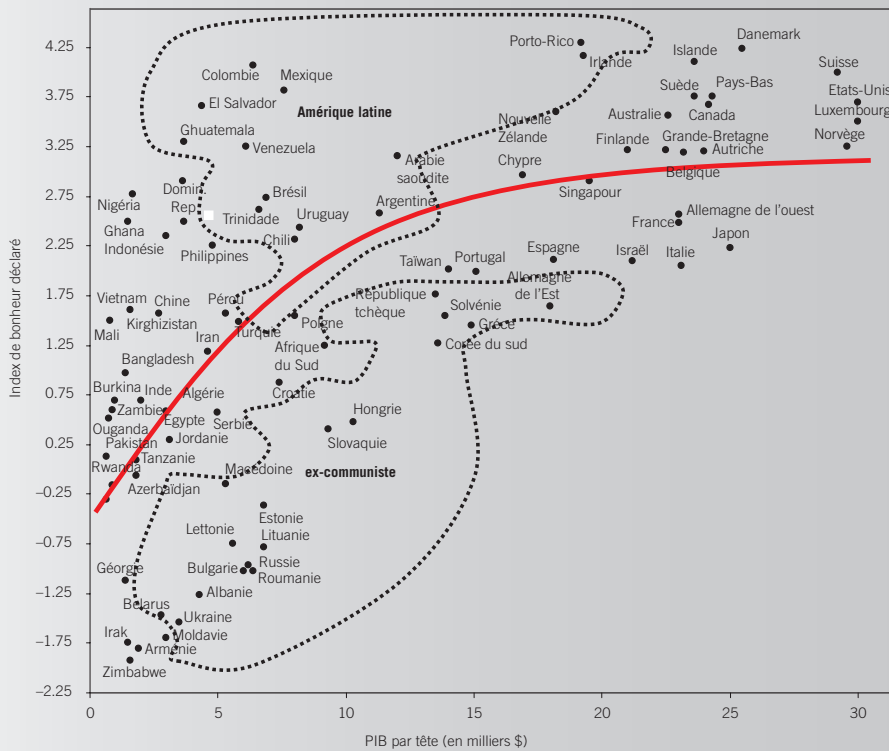 4.25
3.75
3.25
2.75
2.25
1.75
1.25
0.75
0.25
–0.25
–0.75
–1.25
–1.75
–2.25
Index de bonheur déclaré
Danemark
Porto-Rico
Irlande
Islande
Suisse
Colombie
Mexique
Suède
Pays-Bas
Etats-Unis
El Salvador
Amérique latine
Canada
Luxembourg
Nouvelle
Zélande
Australie
Ghuatemala
Venezuela
Finlande
Grande-Bretagne
Norvège
Autriche
Arabie
saoudite
Chypre
Belgique
Singapour
Domin.
Rep.
Nigéria
Brésil
Trinidade
Uruguay
Argentine
Allemagne de l'ouest
France
Ghana
Indonésie
Chili
Japon
Philippines
Taïwan
Portugal
Espagne
Israël
Italie
Allemagne
de l'Est
Vietnam
Chine
Pérou
République
tchèque
Solvénie
Kirghizistan
Mali
Turquie
Pologne
Gréce
Iran
Afrique
du Sud
Corée du sud
Bangladesh
Burkina
Inde
Algérie
Croatie
Zambie
Egypte
Serbie
Hongrie
Ouganda
Jordanie
Slovaquie
Pakistan
Tanzanie
Rwanda
Macédoine
ex-communiste
Azerbaïdjan
Estonie
Lettonie
Lituanie
Géorgie
Bulgarie
Russie
Roumanie
Albanie
Belarus
Ukraine
Irak
Moldavie
Arménie
Zimbabwe
0 5 10 15 20 25 30
PIB par tête (en milliers $)